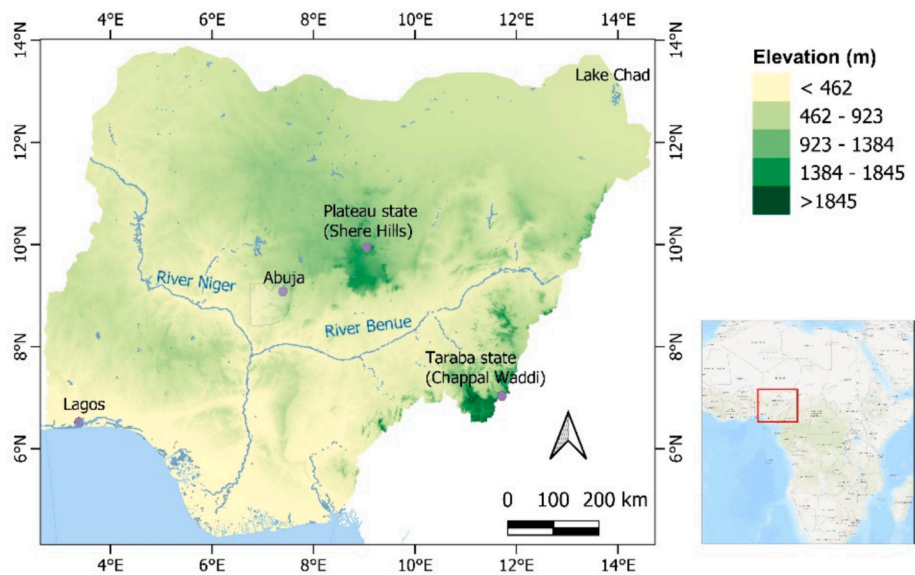 4°E 6°E 8°E 10°E 12°E 14°E
14°N 14°N
Lake Chad
12°N 12°N
Plateau state
(Shere Hills)
10°N 10°N
River Niger
Abuja
River Benue
8°N 8°N
Taraba state
(Chappal Waddi)
Lagos
6°N 6°N
0 100 200 km
4°E 6°E 8°E 10°E 12°E 14°E
Elevation (m)
< 462
462 - 923
923 - 1384
1384 - 1845
>1845